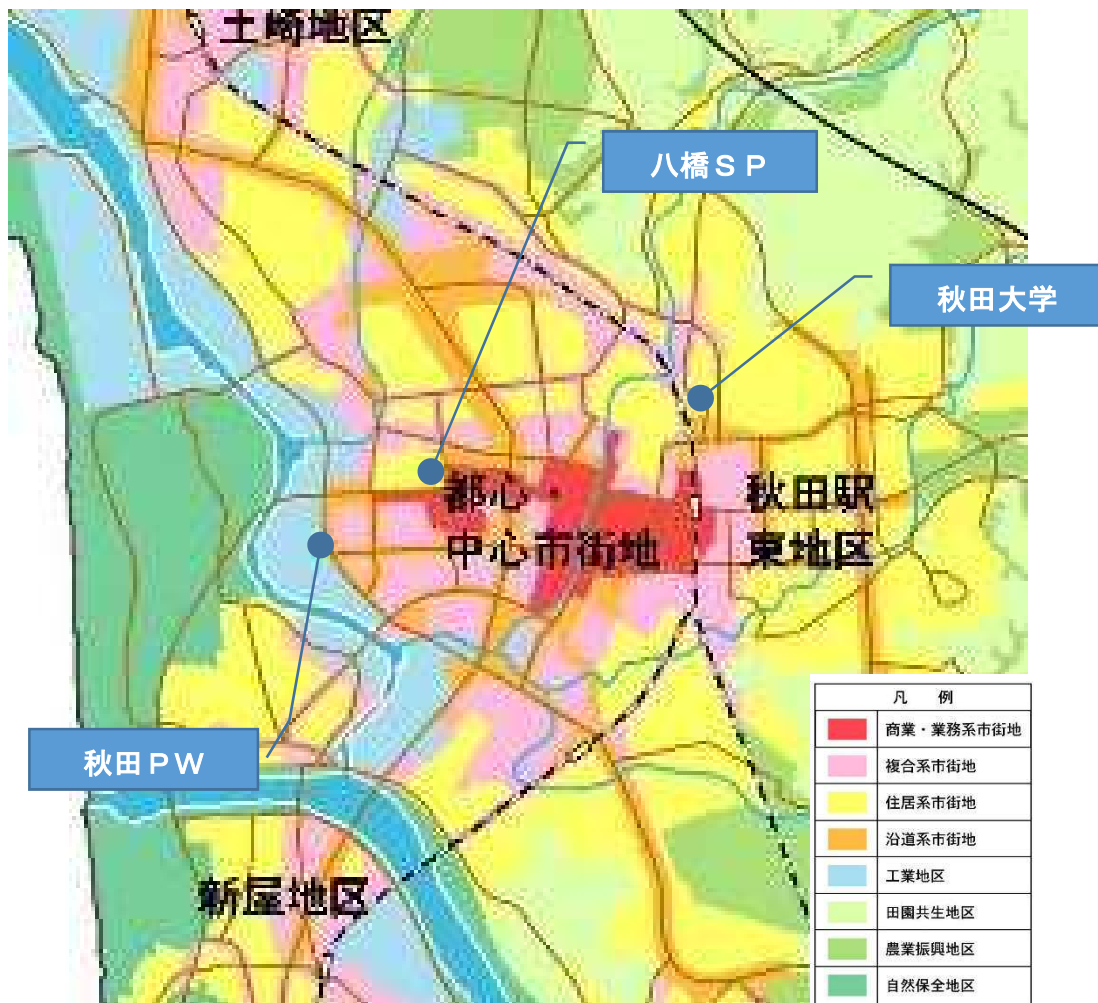 土崎地区
八橋ＳＰ
秋田大学
都心・
中心市街地
秋田駅
東地区
秋田ＰＷ
新屋地区
凡　例
商業・業務系市街地
複合系市街地
住居系市街地
沿道系市街地
工業地区
田園共生地区
農業振興地区
自然保全地区